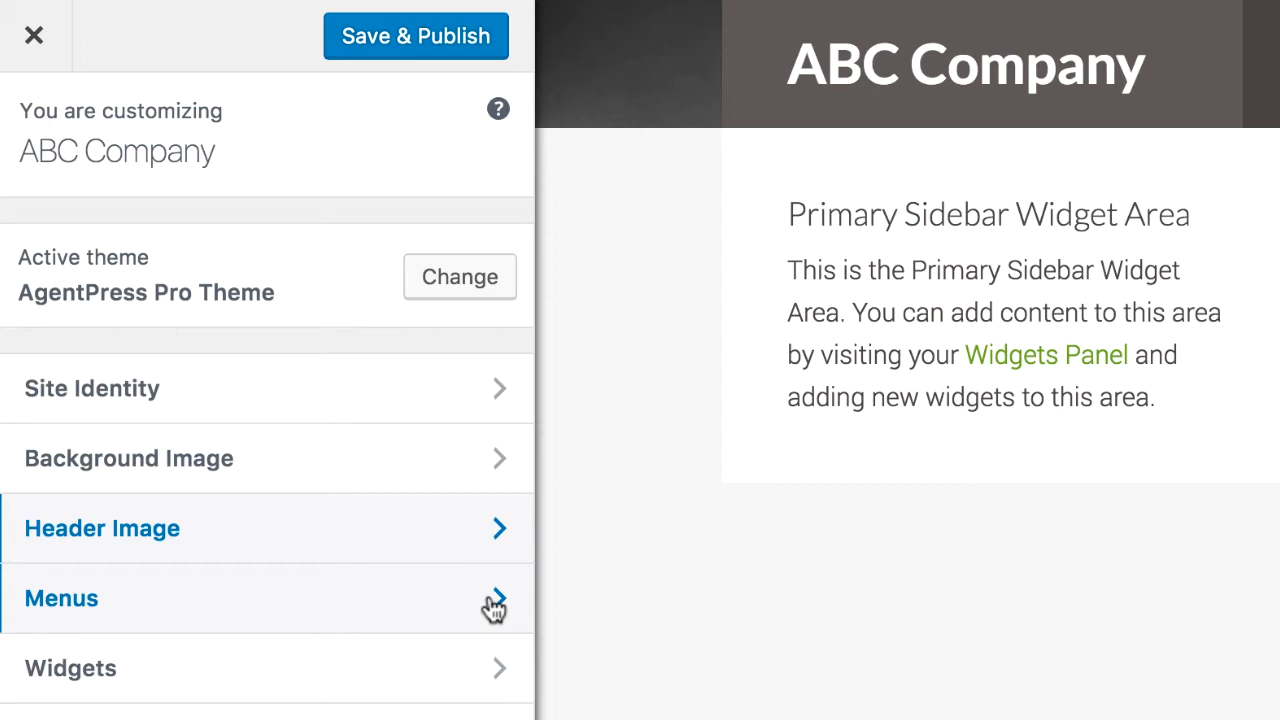 Save & Publish
You are customizing
ABC Company
Active theme
AgentPress Pro Theme
Change
Site Identity
Background Image
Header Image
Menus
Widgets
ABC Company
Primary Sidebar Widget Area
This is the Primary Sidebar Widget
Area. You can add content to this area
by visiting your Widgets Panel and
adding new widgets to this area.